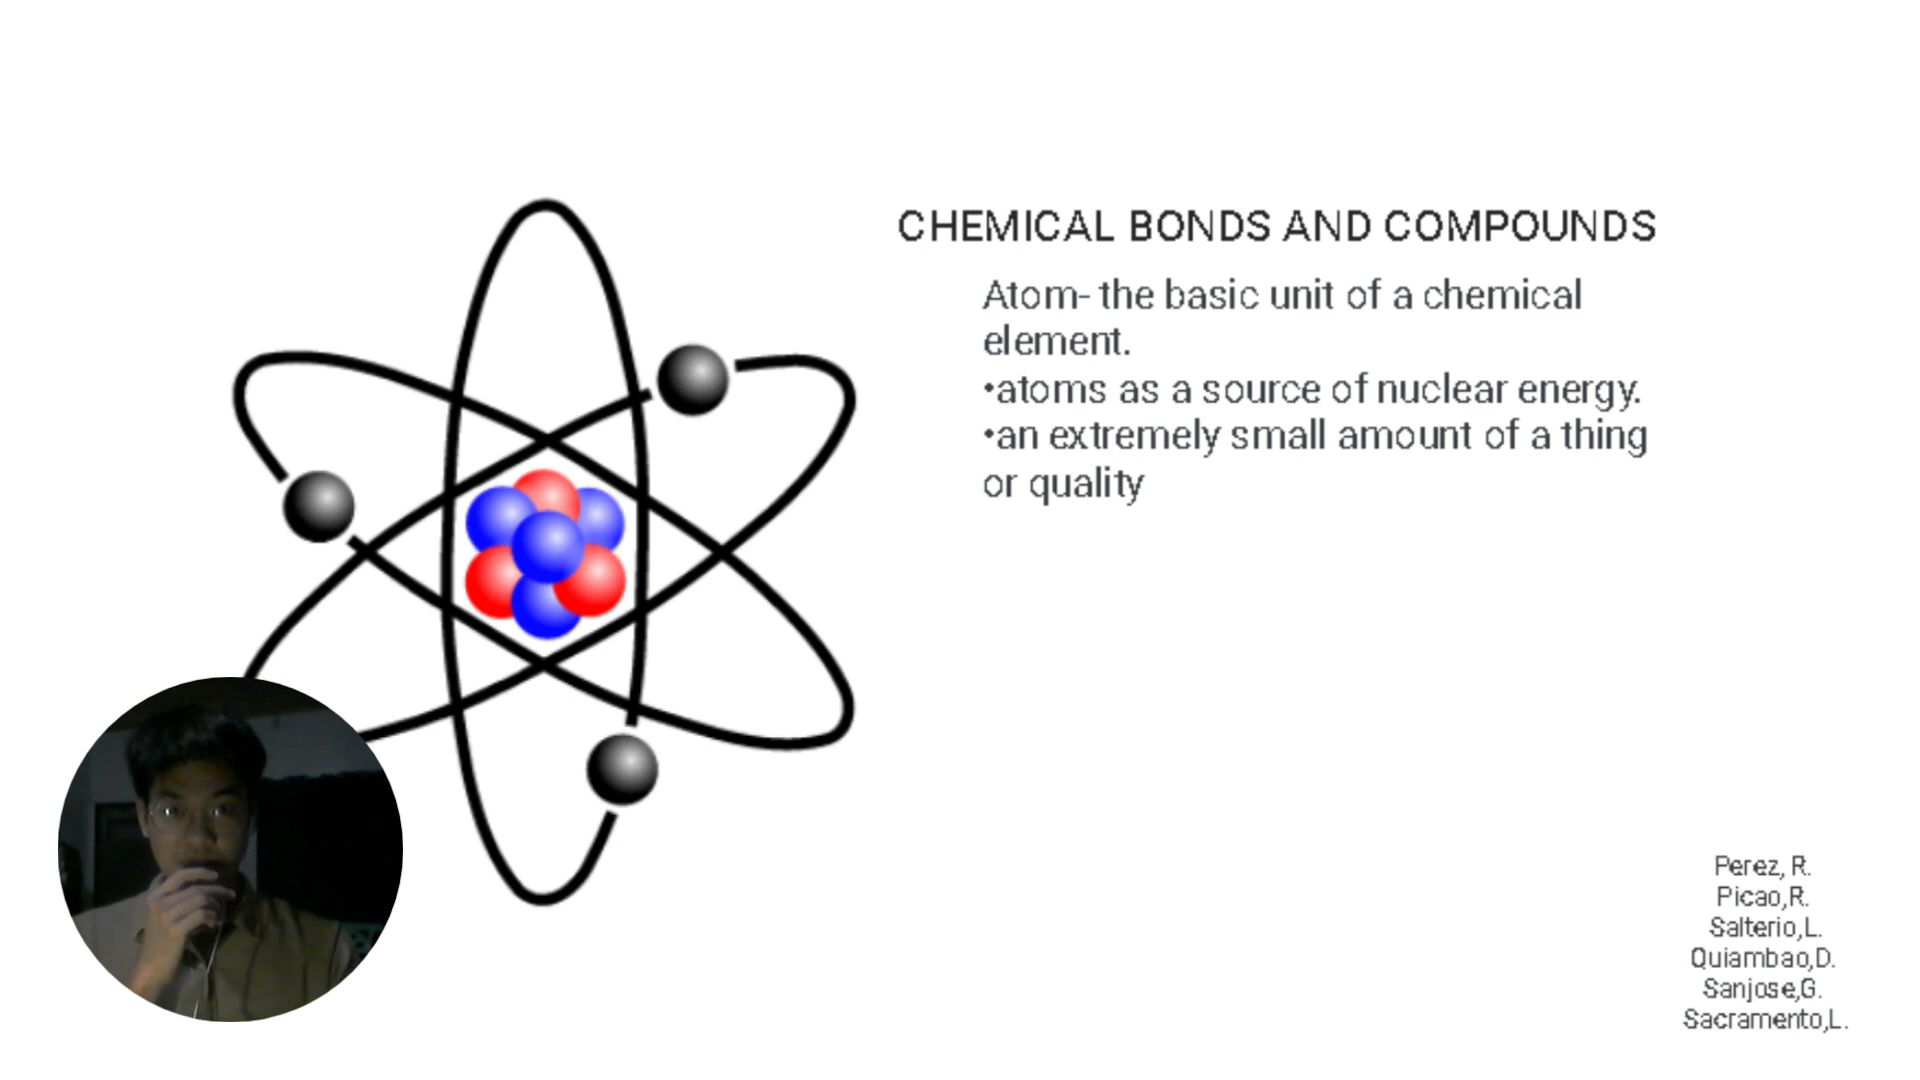 CHEMICAL BONDS AND COMPOUNDS
Atom- the basic unit of a chemical
element.
•atoms as a source of nuclear energy.
•an extremely small amount of a thing
or quality
Perez, R.
Picao,R.
Salterio,L.
Quiambao,D.
Sanjose,G.
Sacramento,L.